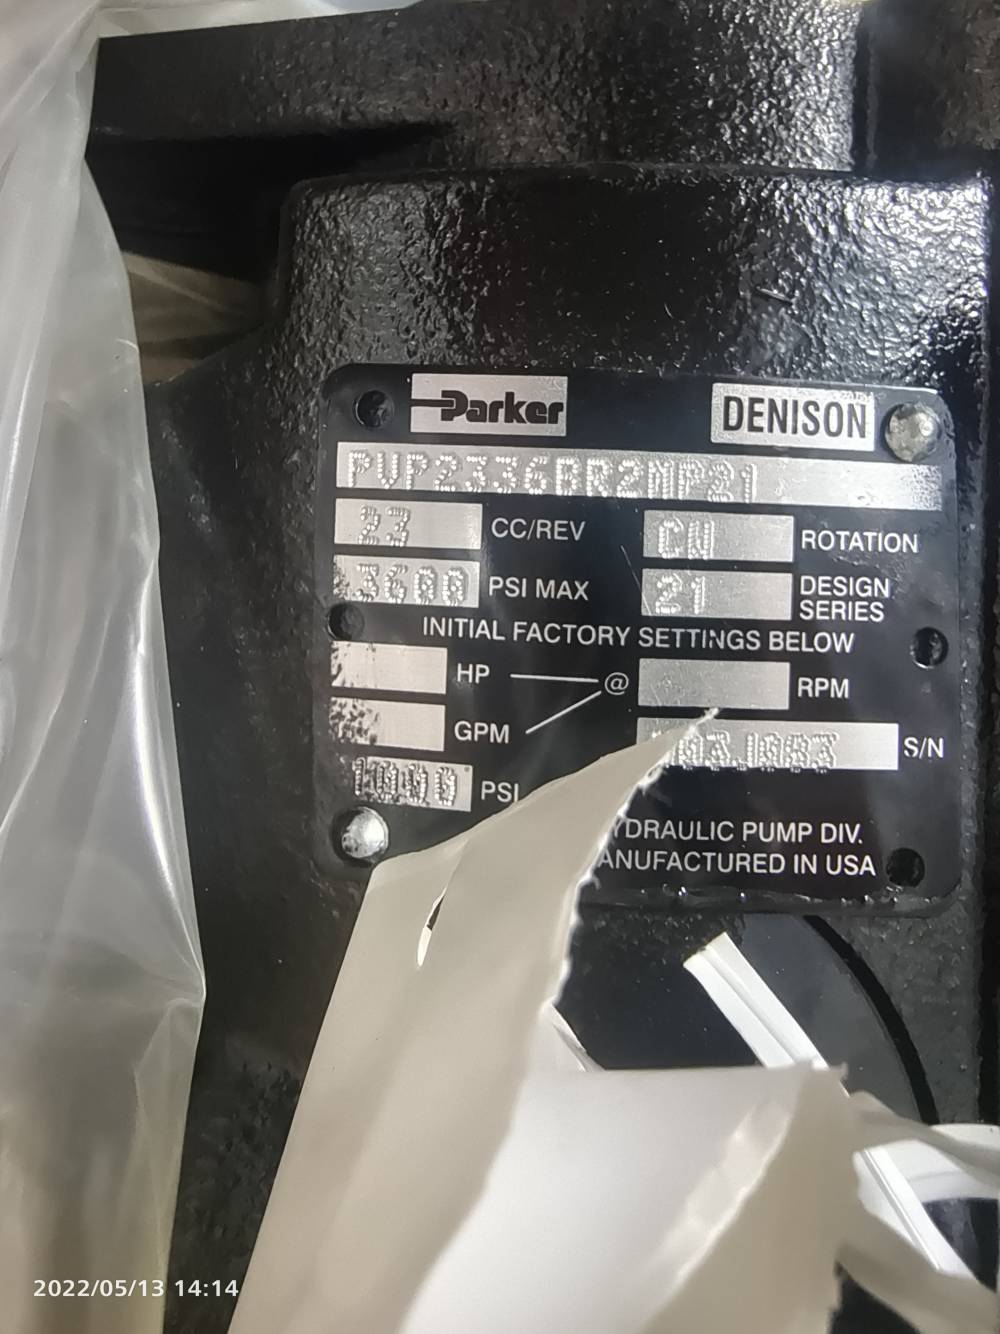 Parker
DENISON
PVP2336BR2MP21
23 CC/REV
CW ROTATION
3600 PSI MAX
21 DESIGN SERIES
INITIAL FACTORY SETTINGS BELOW
HP @ RPM
GPM
S/N
1000 PSI
YDRAULIC PUMP DIV.
ANUFACTURED IN USA
2022/05/13 14:14